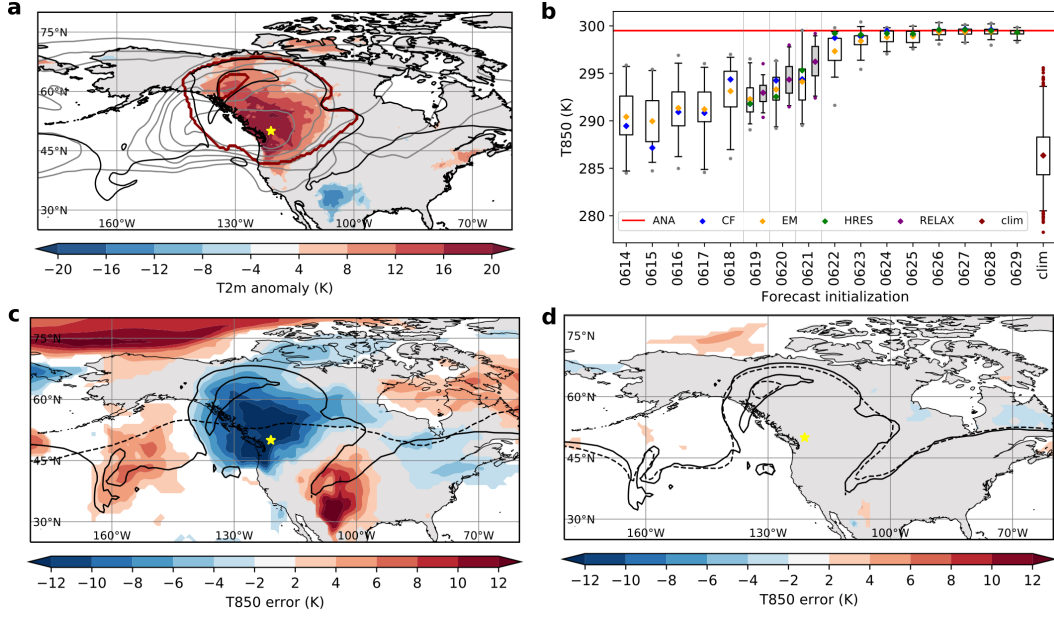 a
75°N
60°N
45°N
30°N
160°W
130°W
100°W
70°W
−20
−16
−12
−8
−4
4
8
12
16
20
T2m anomaly (K)
b
T850 (K)
300
295
290
285
280
ANA
CF
EM
HRES
RELAX
clim
0614
0615
0616
0617
0618
0619
0620
0621
0622
0623
0624
0625
0626
0627
0628
0629
clim
Forecast initialization
c
75°N
60°N
45°N
30°N
160°W
130°W
100°W
70°W
−12
−10
−8
−6
−4
−2
2
4
6
8
10
12
T850 error (K)
d
75°N
60°N
45°N
30°N
160°W
130°W
100°W
70°W
−12
−10
−8
−6
−4
−2
2
4
6
8
10
12
T850 error (K)